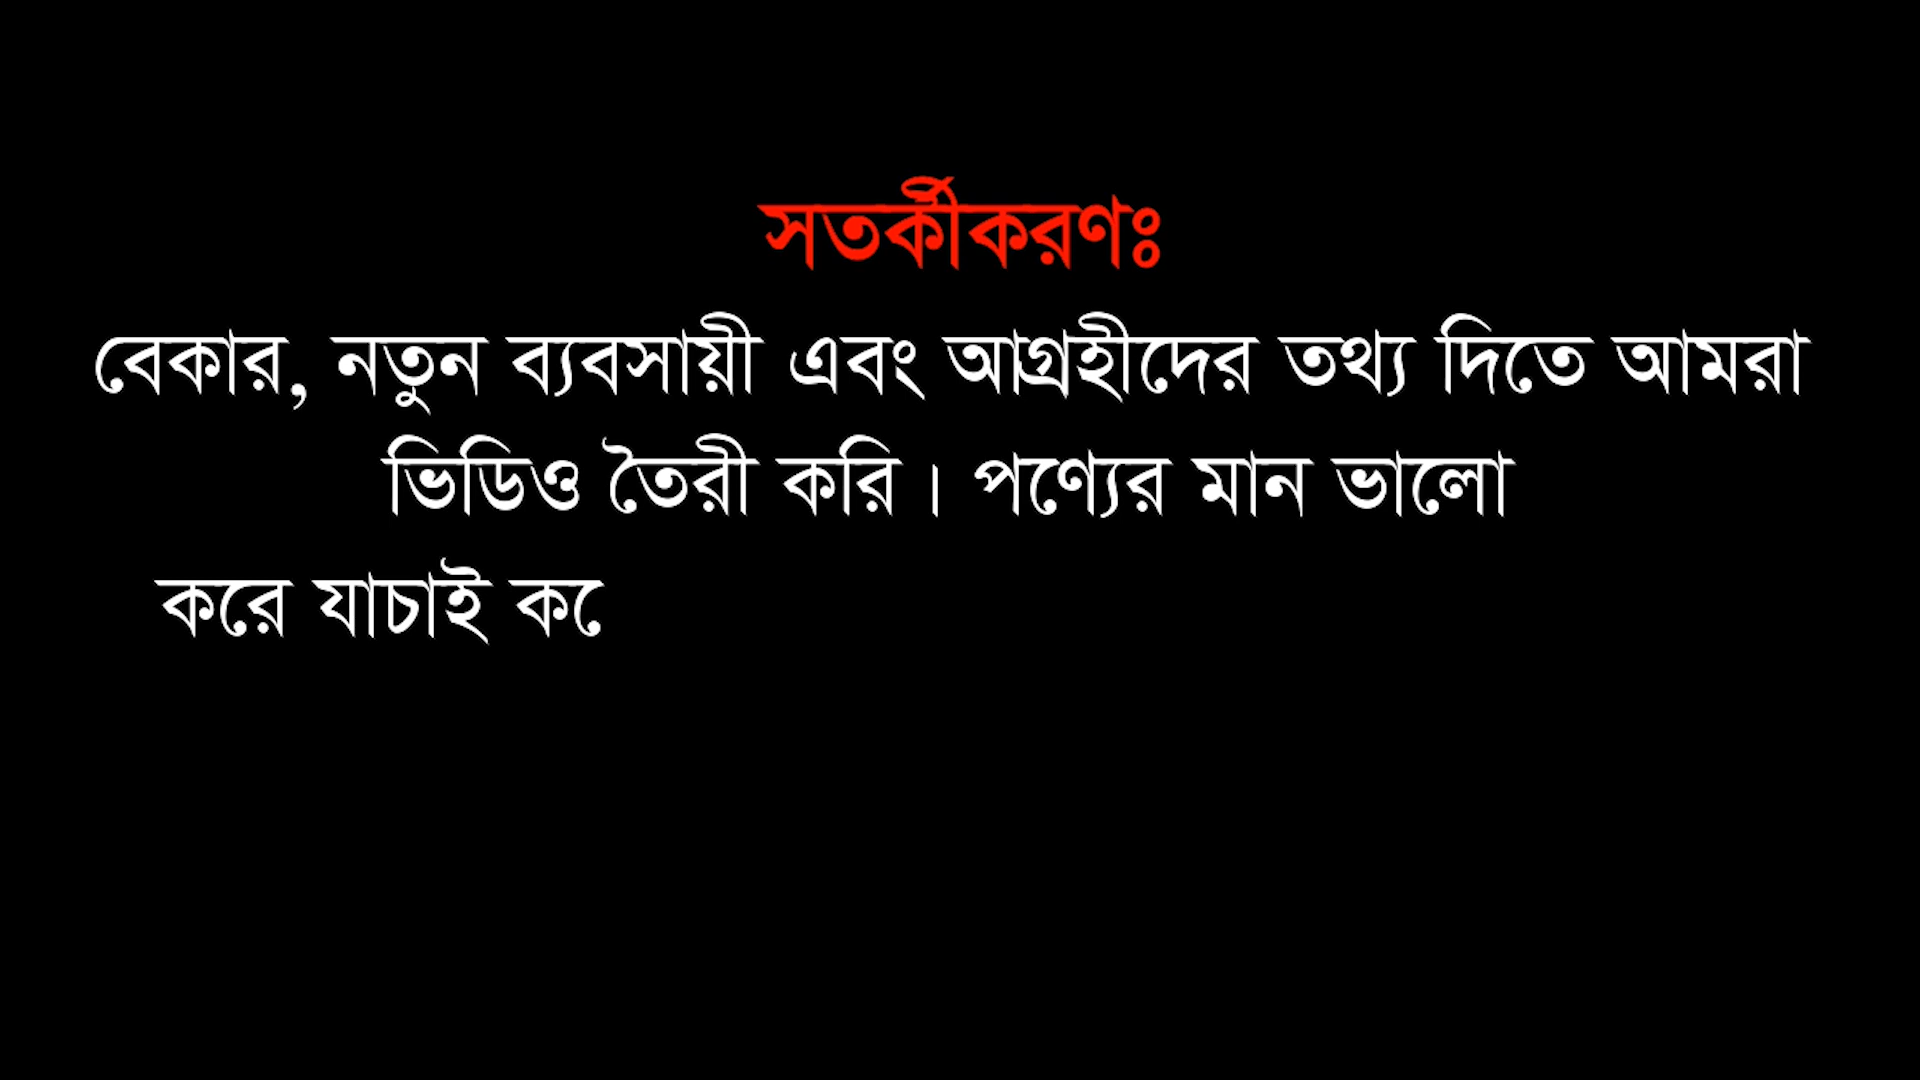 সতর্কীকরণঃ
বেকার, নতুন ব্যবসায়ী এবং আগ্রহীদের তথ্য দিতে আমরা
ভিডিও তৈরী করি। পণ্যের মান ভালো
করে যাচাই কে